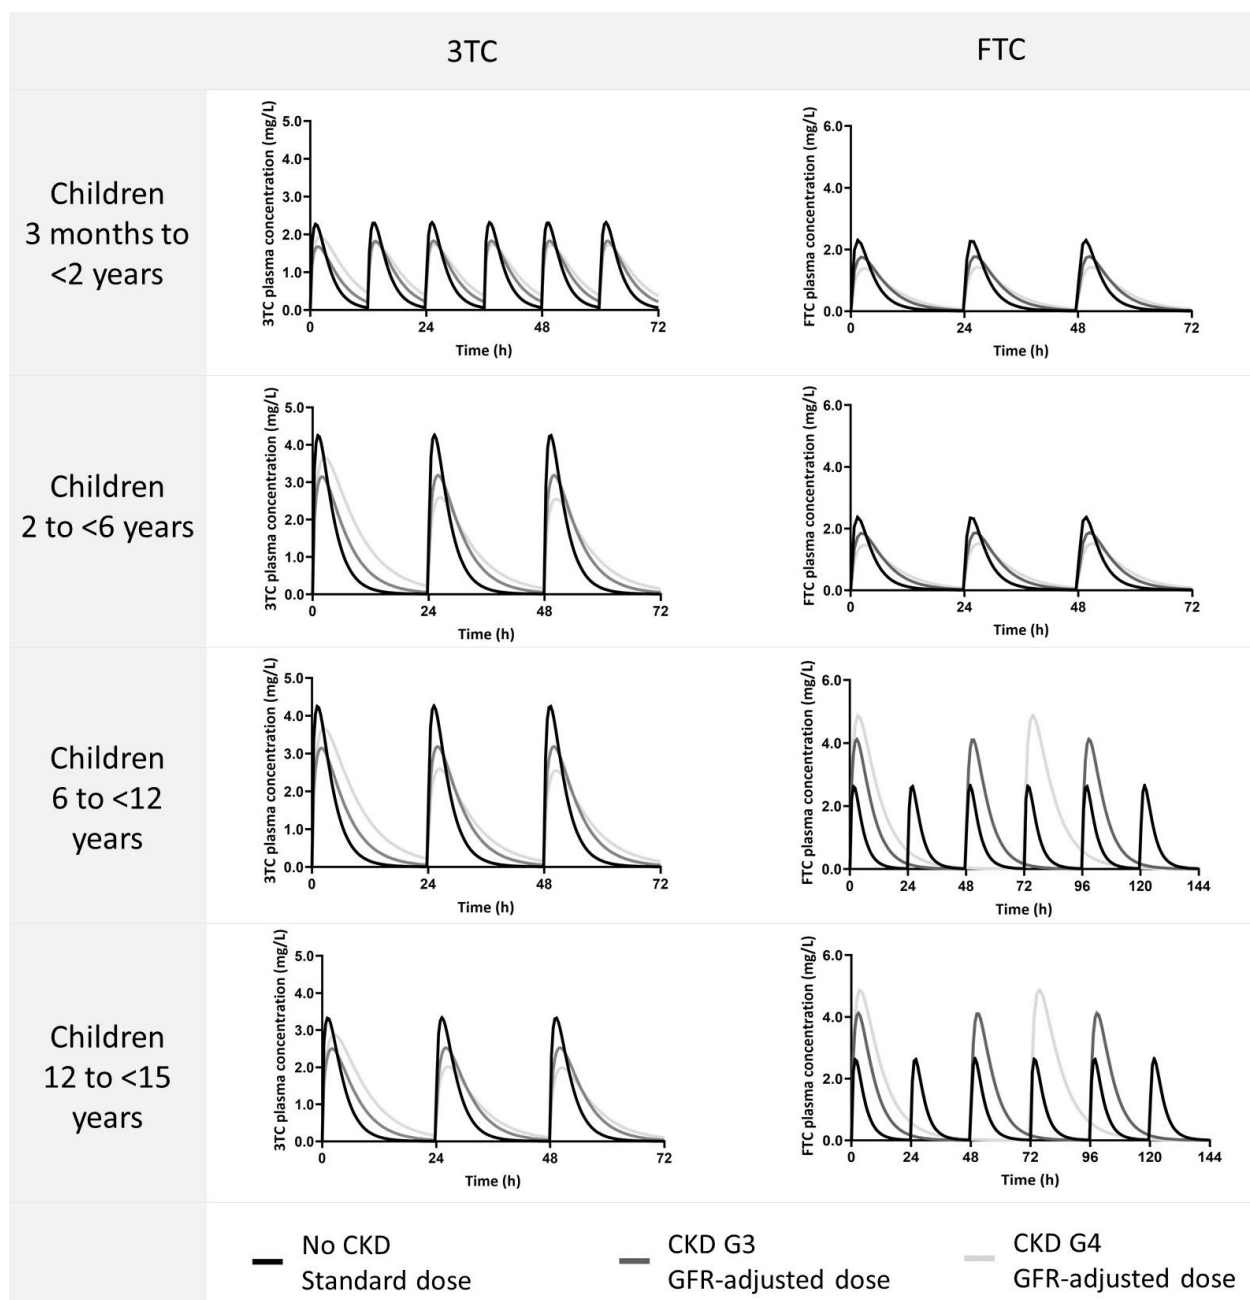 3TC
FTC
Children
3 months to
<2 years
3TC plasma concentration (mg/L)
5.0
4.0
3.0
2.0
1.0
0.0
0
24
48
72
Time (h)
FTC plasma concentration (mg/L)
6.0
4.0
2.0
0.0
0
24
48
72
Time (h)
Children
2 to <6 years
3TC plasma concentration (mg/L)
5.0
4.0
3.0
2.0
1.0
0.0
0
24
48
72
Time (h)
FTC plasma concentration (mg/L)
6.0
4.0
2.0
0.0
0
24
48
72
Time (h)
Children
6 to <12
years
3TC plasma concentration (mg/L)
5.0
4.0
3.0
2.0
1.0
0.0
0
24
48
72
Time (h)
FTC plasma concentration (mg/L)
6.0
4.0
2.0
0.0
0
24
48
72
96
120
144
Time (h)
Children
12 to <15
years
3TC plasma concentration (mg/L)
5.0
4.0
3.0
2.0
1.0
0.0
0
24
48
72
Time (h)
FTC plasma concentration (mg/L)
6.0
4.0
2.0
0.0
0
24
48
72
96
120
144
Time (h)
No CKD
Standard dose
CKD G3
GFR-adjusted dose
CKD G4
GFR-adjusted dose